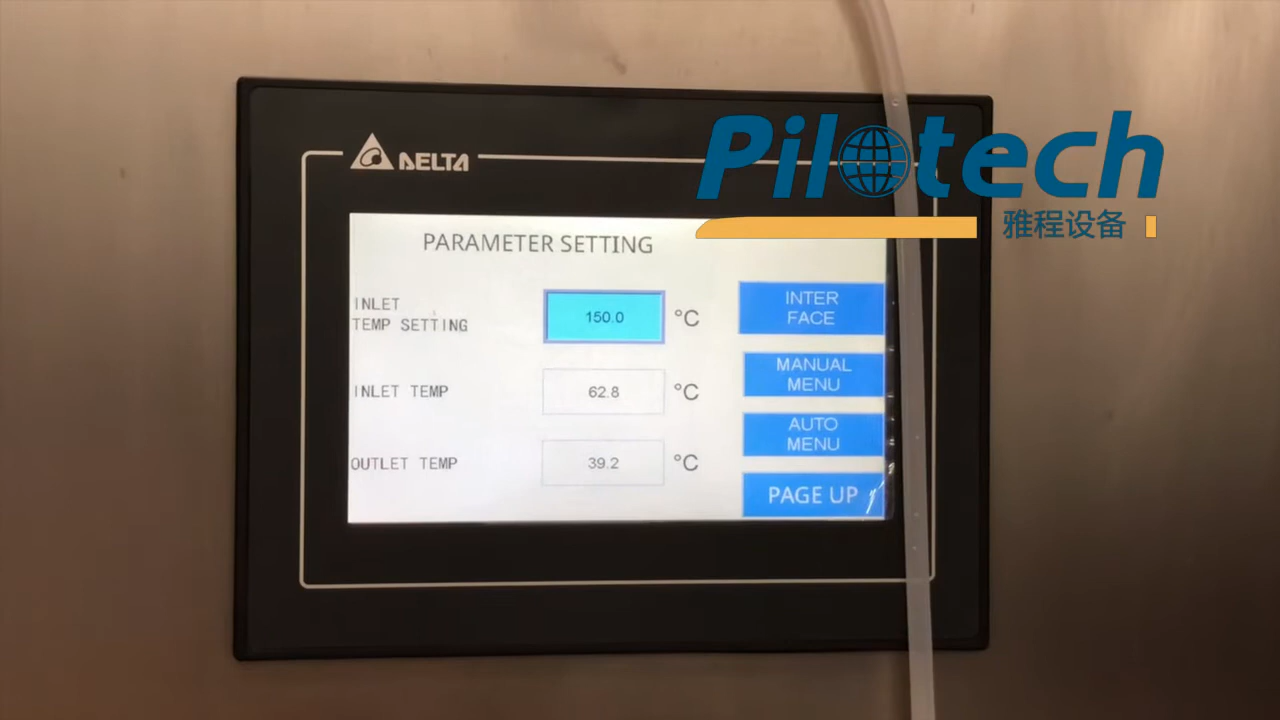 DELTA
Pilotech
雅程设备
PARAMETER SETTING
INLET
TEMP SETTING
150.0
°C
INLET TEMP
62.8
°C
OUTLET TEMP
39.2
°C
INTER
FACE
MANUAL
MENU
AUTO
MENU
PAGE UP